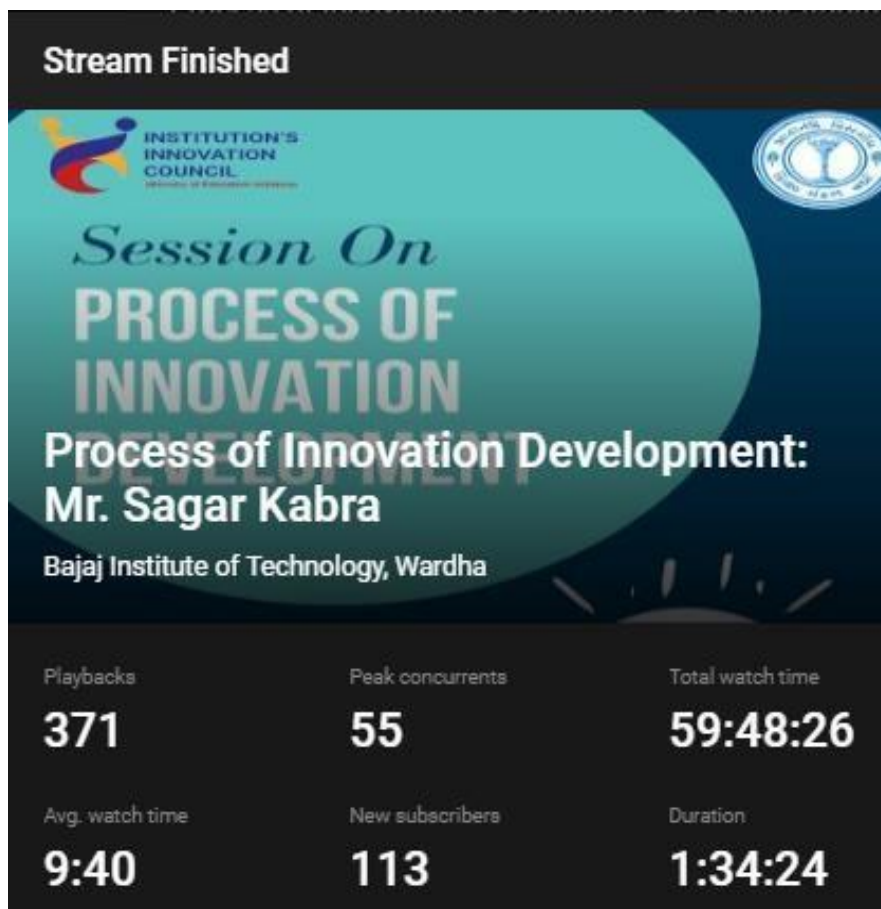 Stream Finished
INSTITUTION'S
INNOVATION
COUNCIL
Session On
PROCESS OF
INNOVATION
DEVELOPMENT
Process of Innovation Development:
Mr. Sagar Kabra
Bajaj Institute of Technology, Wardha
Playbacks
Peak concurrents
Total watch time
371
55
59:48:26
Avg. watch time
New subscribers
Duration
9:40
113
1:34:24